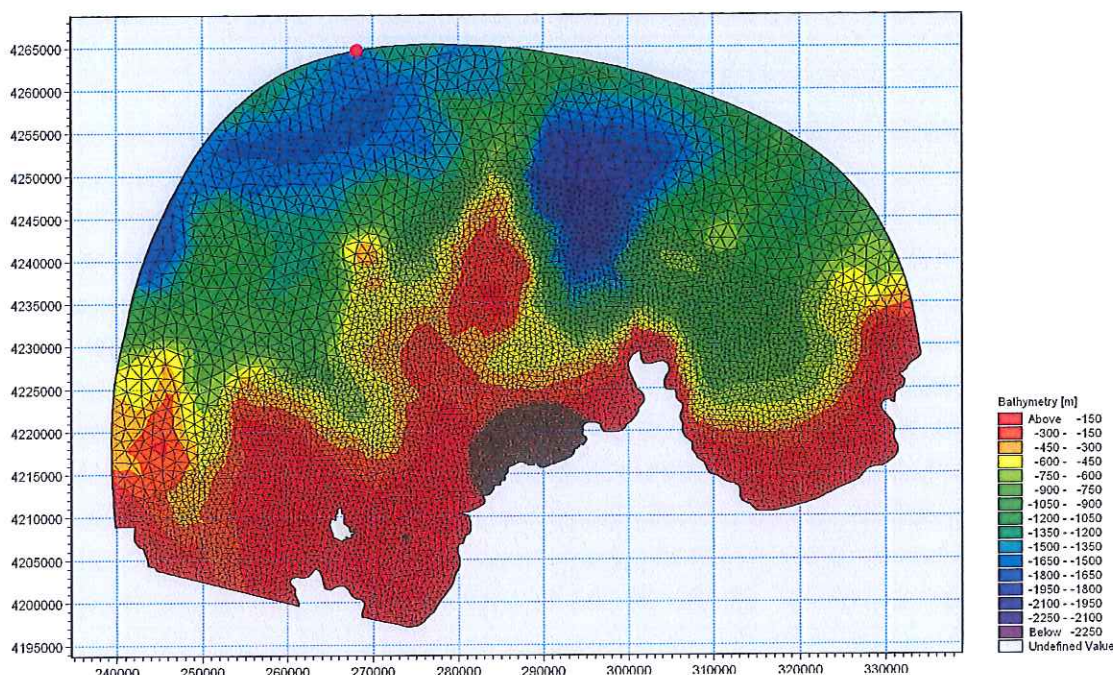 4265000
4260000
4255000
4250000
4245000
4240000
4235000
4230000
4225000
4220000
4215000
4210000
4205000
4200000
4195000
240000 250000 260000 270000 280000 290000 300000 310000 320000 330000
Bathymetry [m]
Above -150
-300 - -150
-450 - -300
-600 - -450
-750 - -600
-900 - -750
-1050 - -900
-1200 - -1050
-1350 - -1200
-1500 - -1350
-1650 - -1500
-1800 - -1650
-1950 - -1800
-2100 - -1950
-2250 - -2100
Below -2250
Undefined Value